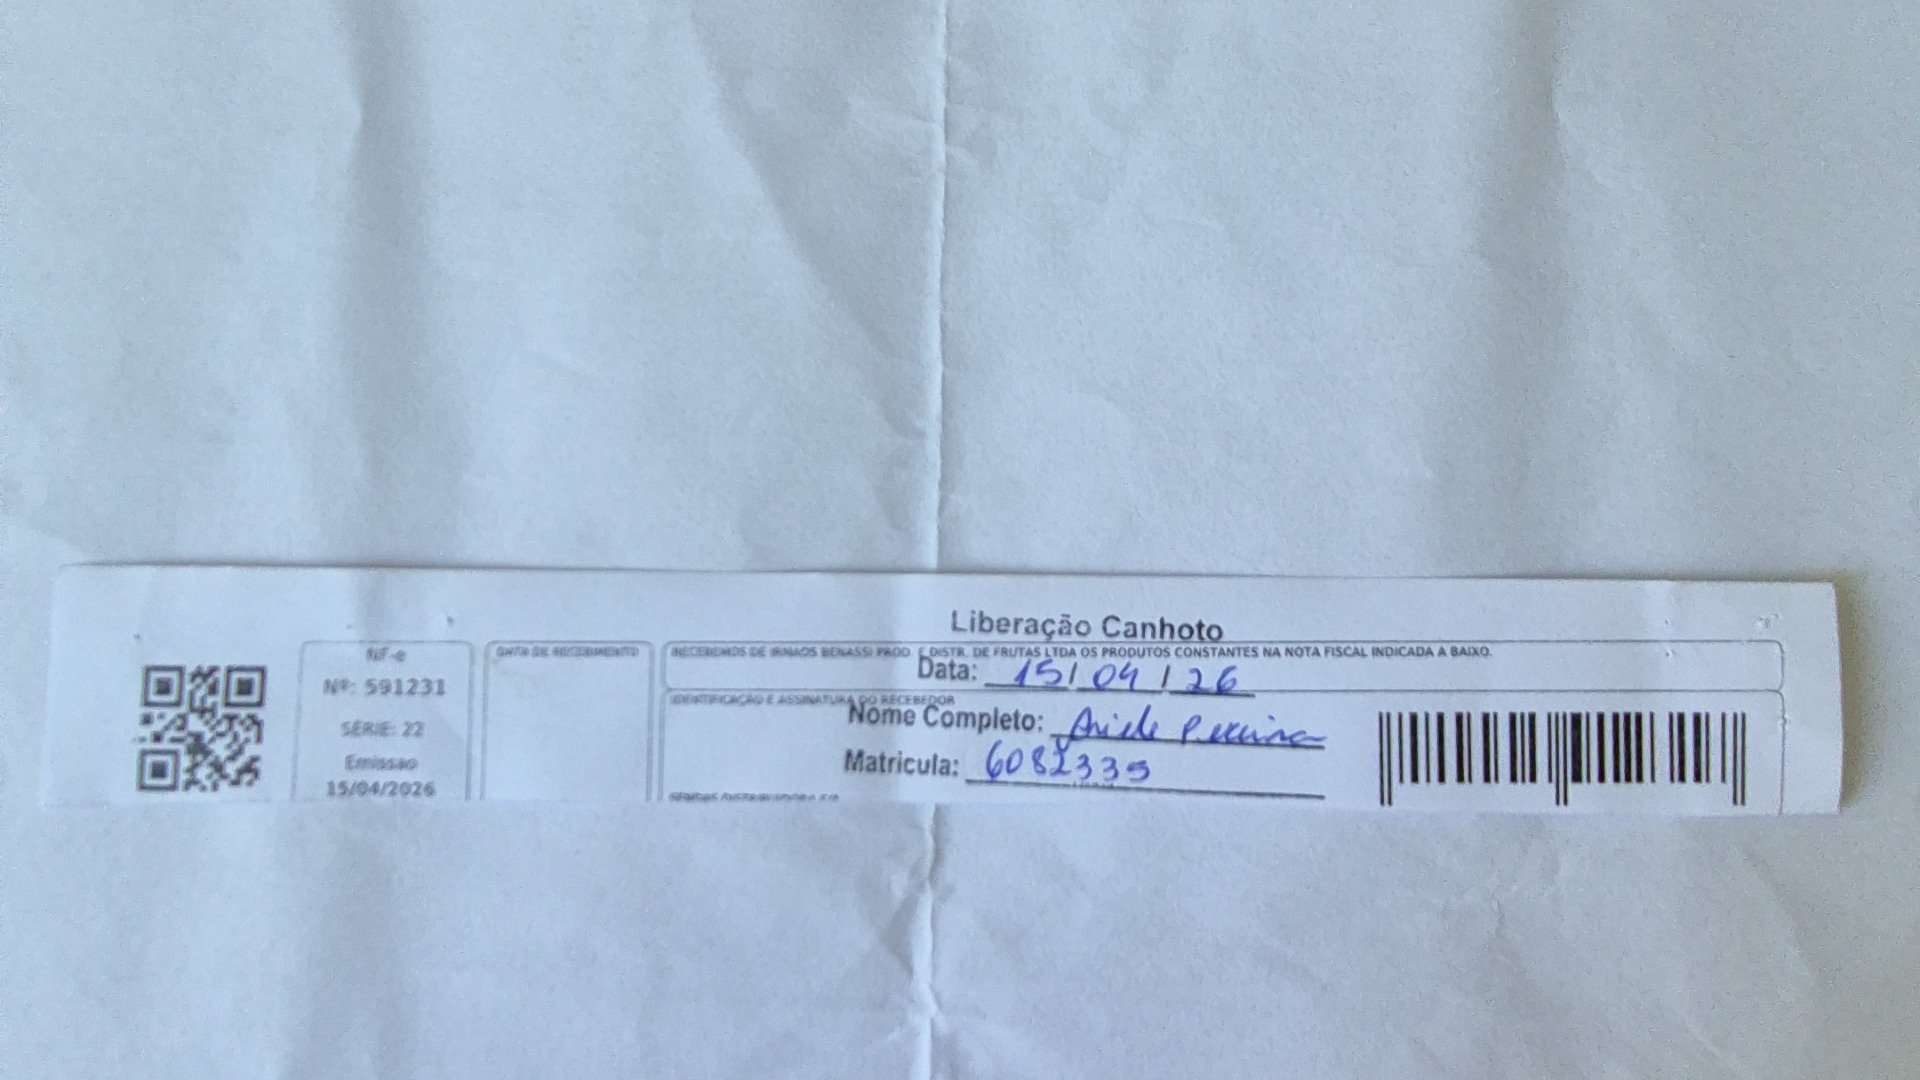 Liberação Canhoto
NF-e
Nº: 591231
SÉRIE: 22
Emissao
15/04/2026
DATA DE RECEBIMENTO
RECEBEMOS DE IRMAOS BENASSI PROD E DISTR. DE FRUTAS LTDA OS PRODUTOS CONSTANTES NA NOTA FISCAL INDICADA A BAIXO.
Data: 15/04/26
IDENTIFICAÇÃO E ASSINATURA DO RECEBEDOR
Nome Completo: Ariele Pereira
Matricula: 6082339